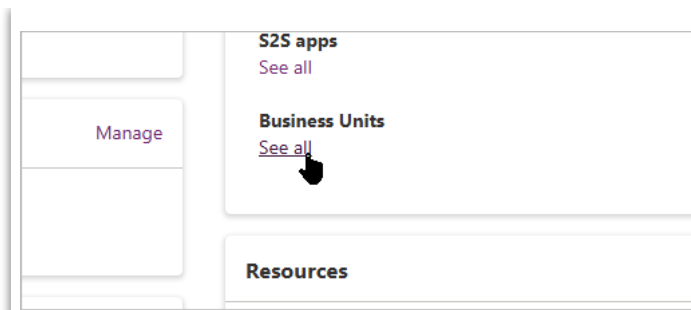 S2S apps
See all
Manage
Business Units
See all
Resources